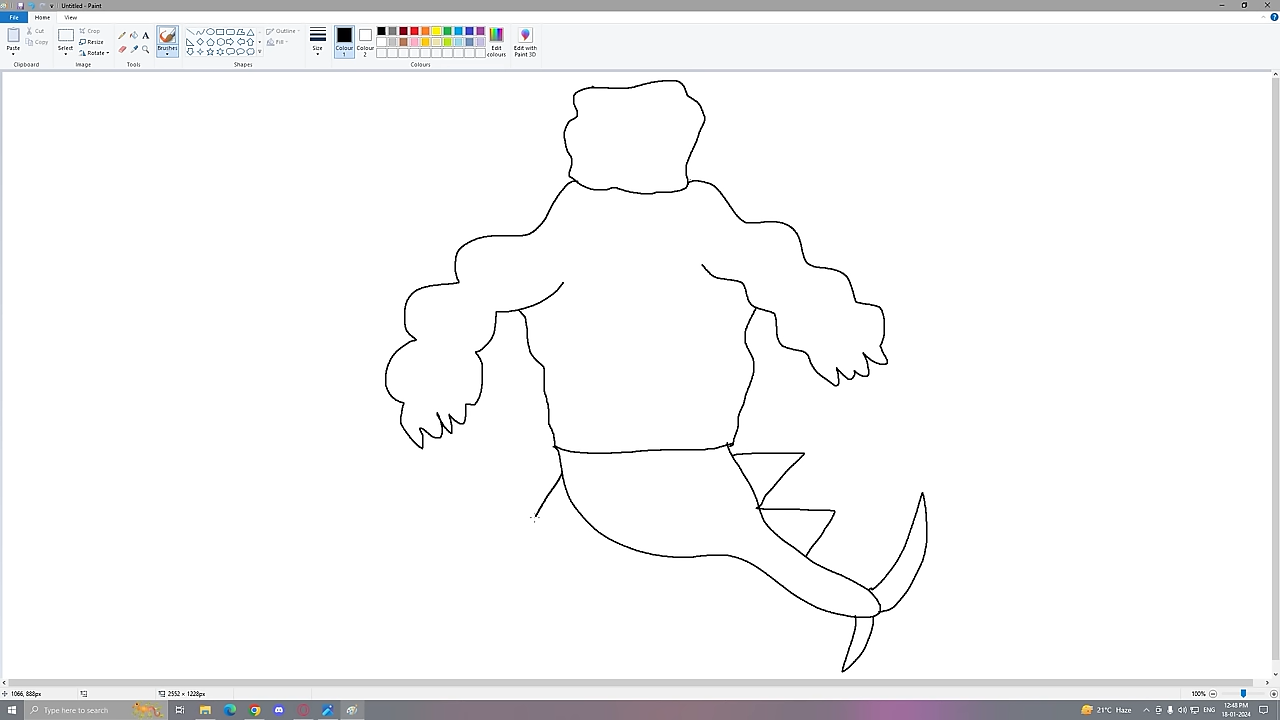 Untitled - Paint
File Home View
Paste
Cut
Copy
Clipboard
Select
Crop
Resize
Rotate
Image
Tools
Brushes
Outline
Fill
Shapes
Size
Colour 1
Colour 2
Edit colours
Edit with Paint 3D
Colours
1066, 888px
2552 × 1228px
100%
Type here to search
21°C Haze
ENG
12:48 PM
18-01-2024